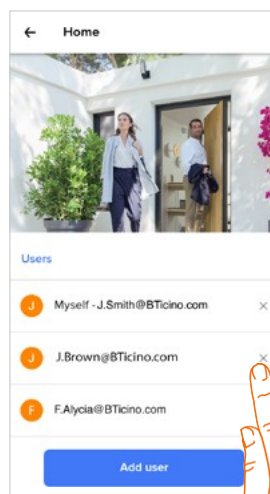 ← Home
Users
J Myself - J.Smith@BTicino.com ×
J J.Brown@BTicino.com ×
F F.Alycia@BTicino.com
Add user